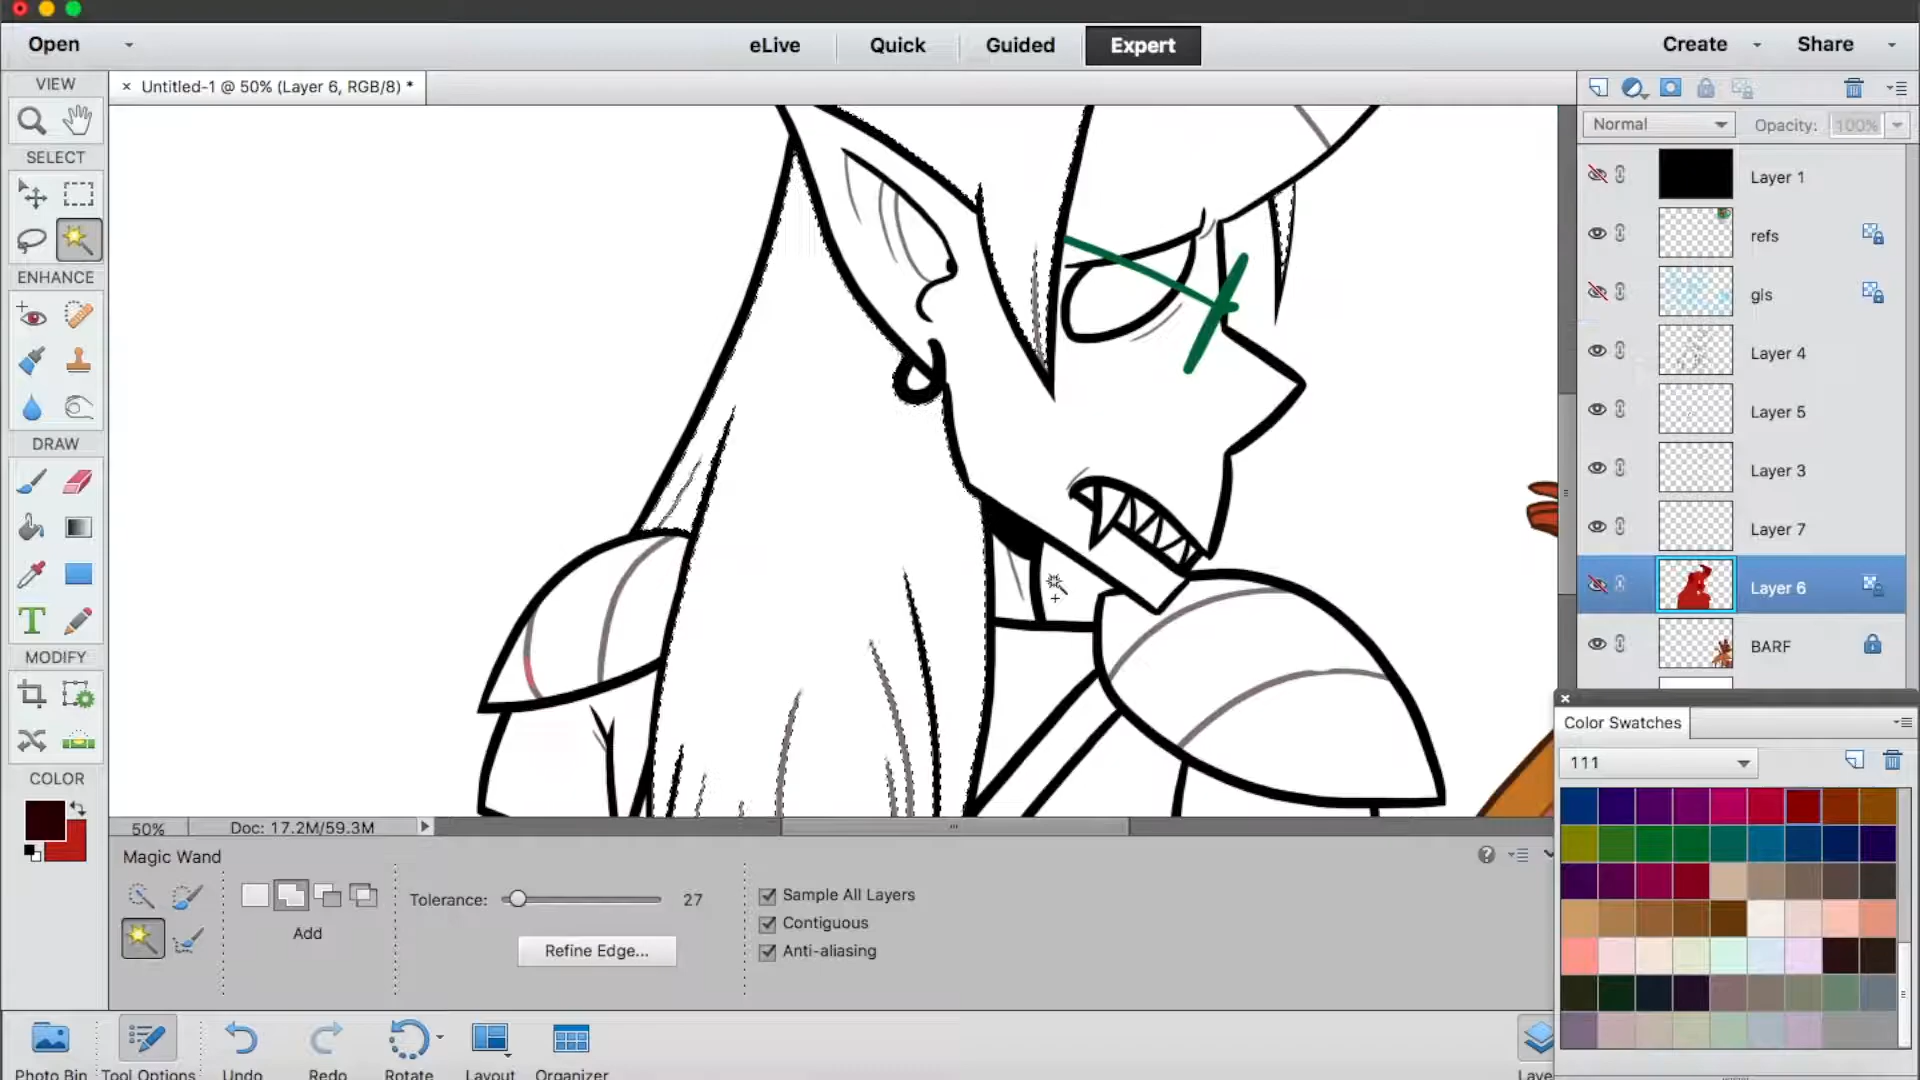 Open
eLive
Quick
Guided
Expert
Create
Share
VIEW
× Untitled-1 @ 50% (Layer 6, RGB/8) *
SELECT
ENHANCE
DRAW
T
MODIFY
COLOR
Normal
Opacity: 100%
Layer 1
refs
gls
Layer 4
Layer 5
Layer 3
Layer 7
Layer 6
BARF
Color Swatches
111
50%
Doc: 17.2M/59.3M
Magic Wand
Add
Tolerance: 27
Refine Edge...
Sample All Layers
Contiguous
Anti-aliasing
Photo Bin
Tool Options
Undo
Redo
Rotate
Layout
Organizer